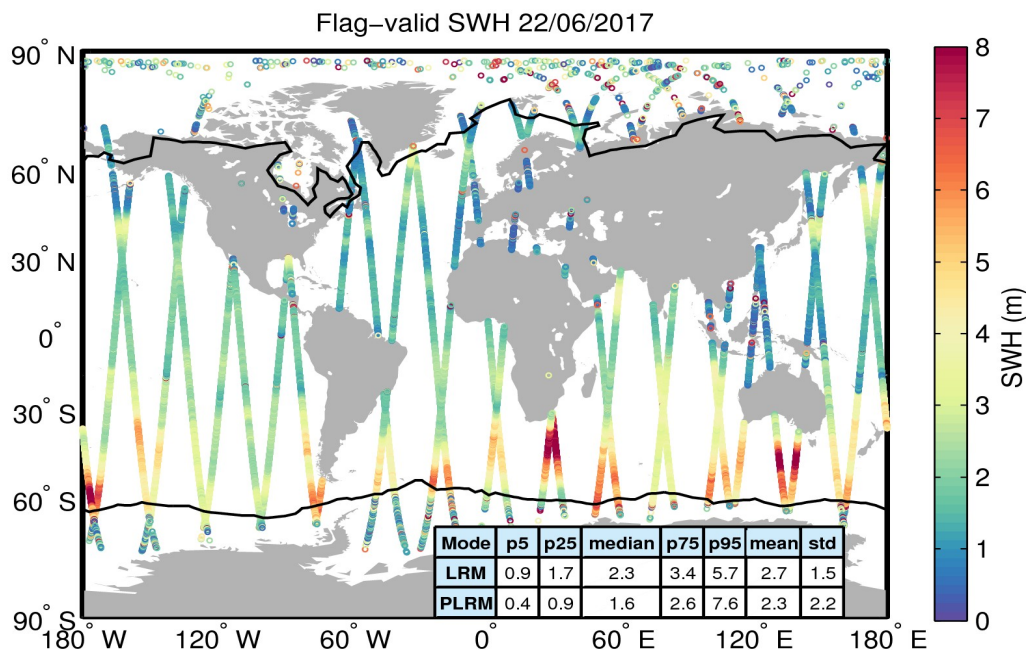 Flag−valid SWH 22/06/2017
90° N
60° N
30° N
0°
30° S
60° S
90° S
180° W
120° W
60° W
0°
60° E
120° E
180° E
Mode p5 p25 median p75 p95 mean std
LRM 0.9 1.7 2.3 3.4 5.7 2.7 1.5
PLRM 0.4 0.9 1.6 2.6 7.6 2.3 2.2
8
7
6
5
4
3
2
1
0
SWH (m)